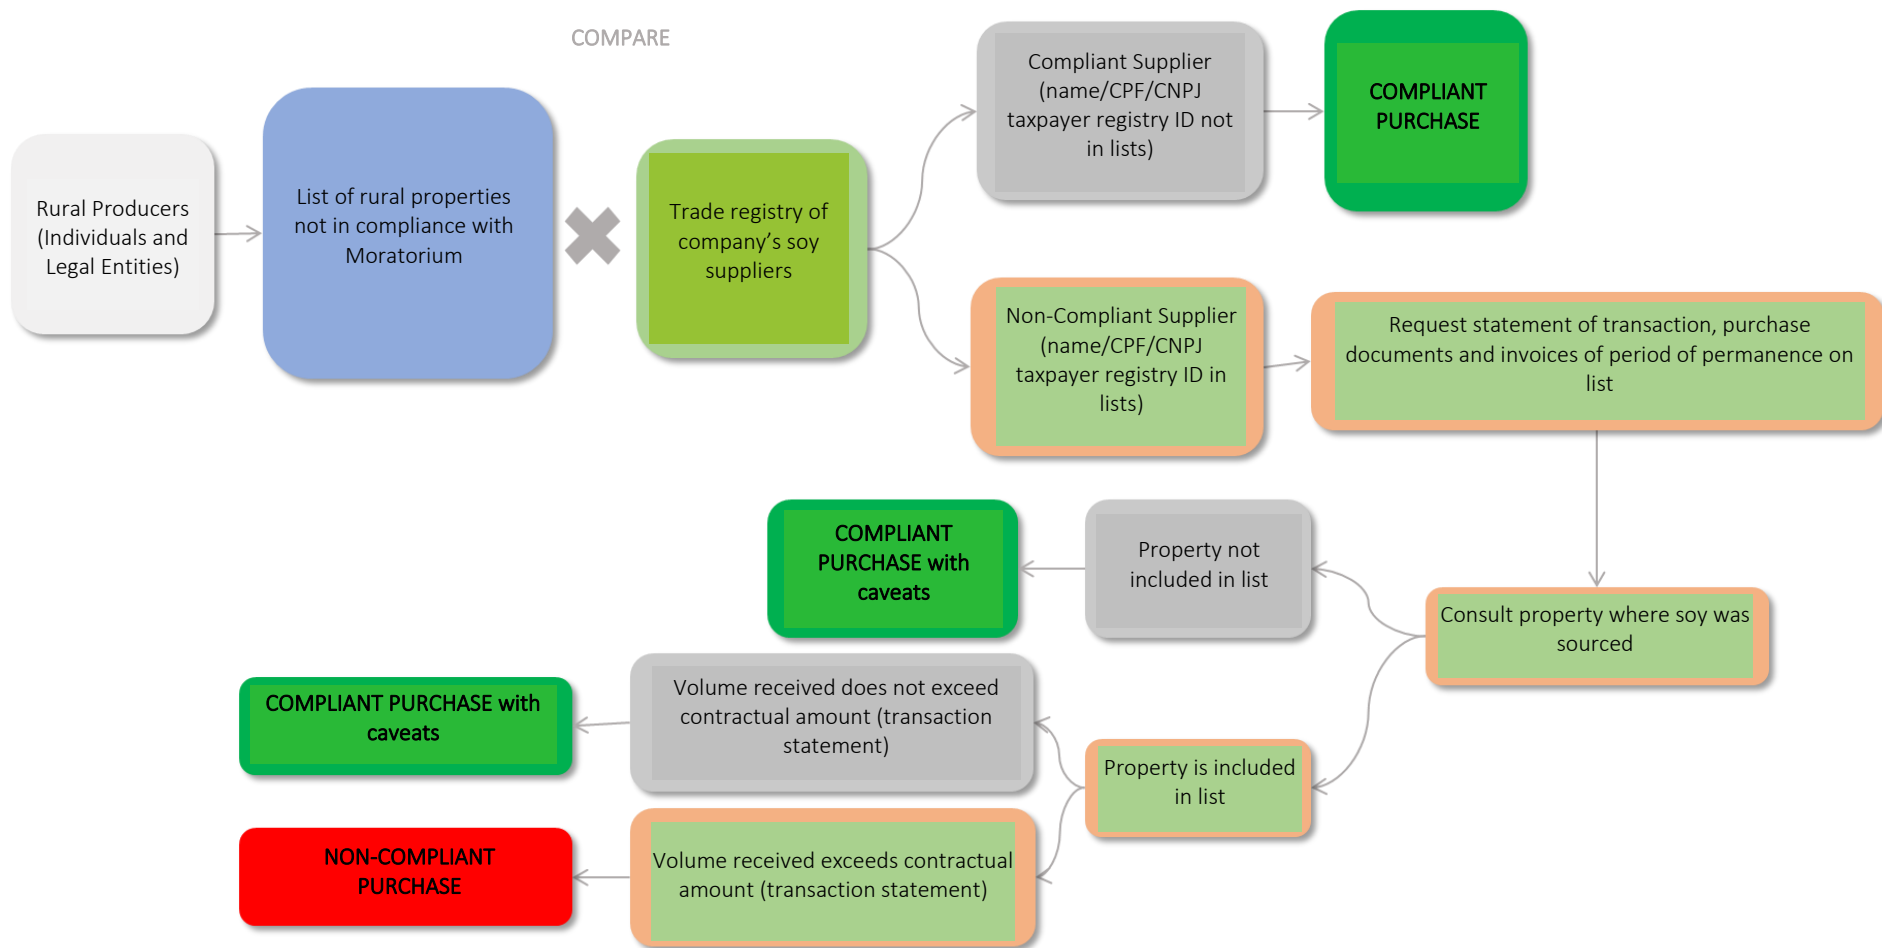 COMPARE
Rural Producers
(Individuals and
Legal Entities)
List of rural properties
not in compliance with
Moratorium
Trade registry of
company’s soy
suppliers
Compliant Supplier
(name/CPF/CNPJ
taxpayer registry ID not
in lists)
COMPLIANT
PURCHASE
Non-Compliant Supplier
(name/CPF/CNPJ
taxpayer registry ID in
lists)
Request statement of transaction, purchase
documents and invoices of period of permanence on
list
Consult property where soy was
sourced
Property not
included in list
COMPLIANT
PURCHASE with
caveats
Property is included
in list
Volume received does not exceed
contractual amount (transaction
statement)
COMPLIANT PURCHASE with
caveats
Volume received exceeds contractual
amount (transaction statement)
NON-COMPLIANT
PURCHASE